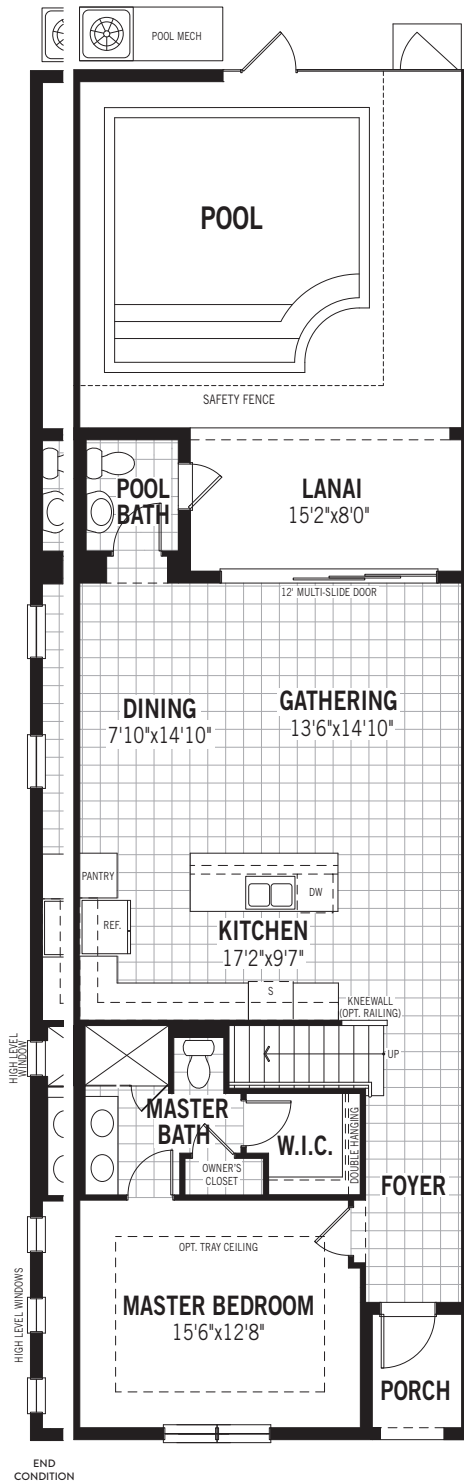 POOL MECH
POOL
SAFETY FENCE
POOL
BATH
LANAI
15'2"x8'0"
12' MULTI-SLIDE DOOR
DINING
7'10"x14'10"
GATHERING
13'6"x14'10"
PANTRY
DW
REF.
KITCHEN
17'2"x9'7"
S
KNEEWALL
(OPT. RAILING)
HIGH LEVEL
WINDOW
UP
MASTER
BATH
W.I.C.
DOUBLE HANGING
OWNER'S
CLOSET
FOYER
OPT. TRAY CEILING
HIGH LEVEL WINDOWS
MASTER BEDROOM
15'6"x12'8"
PORCH
END
CONDITION